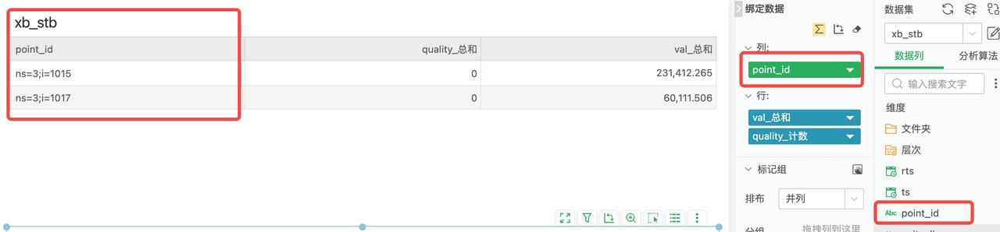 xb_stb
point_id quality_总和 val_总和
ns=3;i=1015 0 231,412.265
ns=3;i=1017 0 60,111.506
绑定数据
列:
point_id
行:
val_总和
quality_计数
标记组
排布 并列
分组 拖拽列到这里
数据集
xb_stb
数据列 分析算法
输入搜索文字
维度
文件夹
层次
rts
ts
Abc point_id